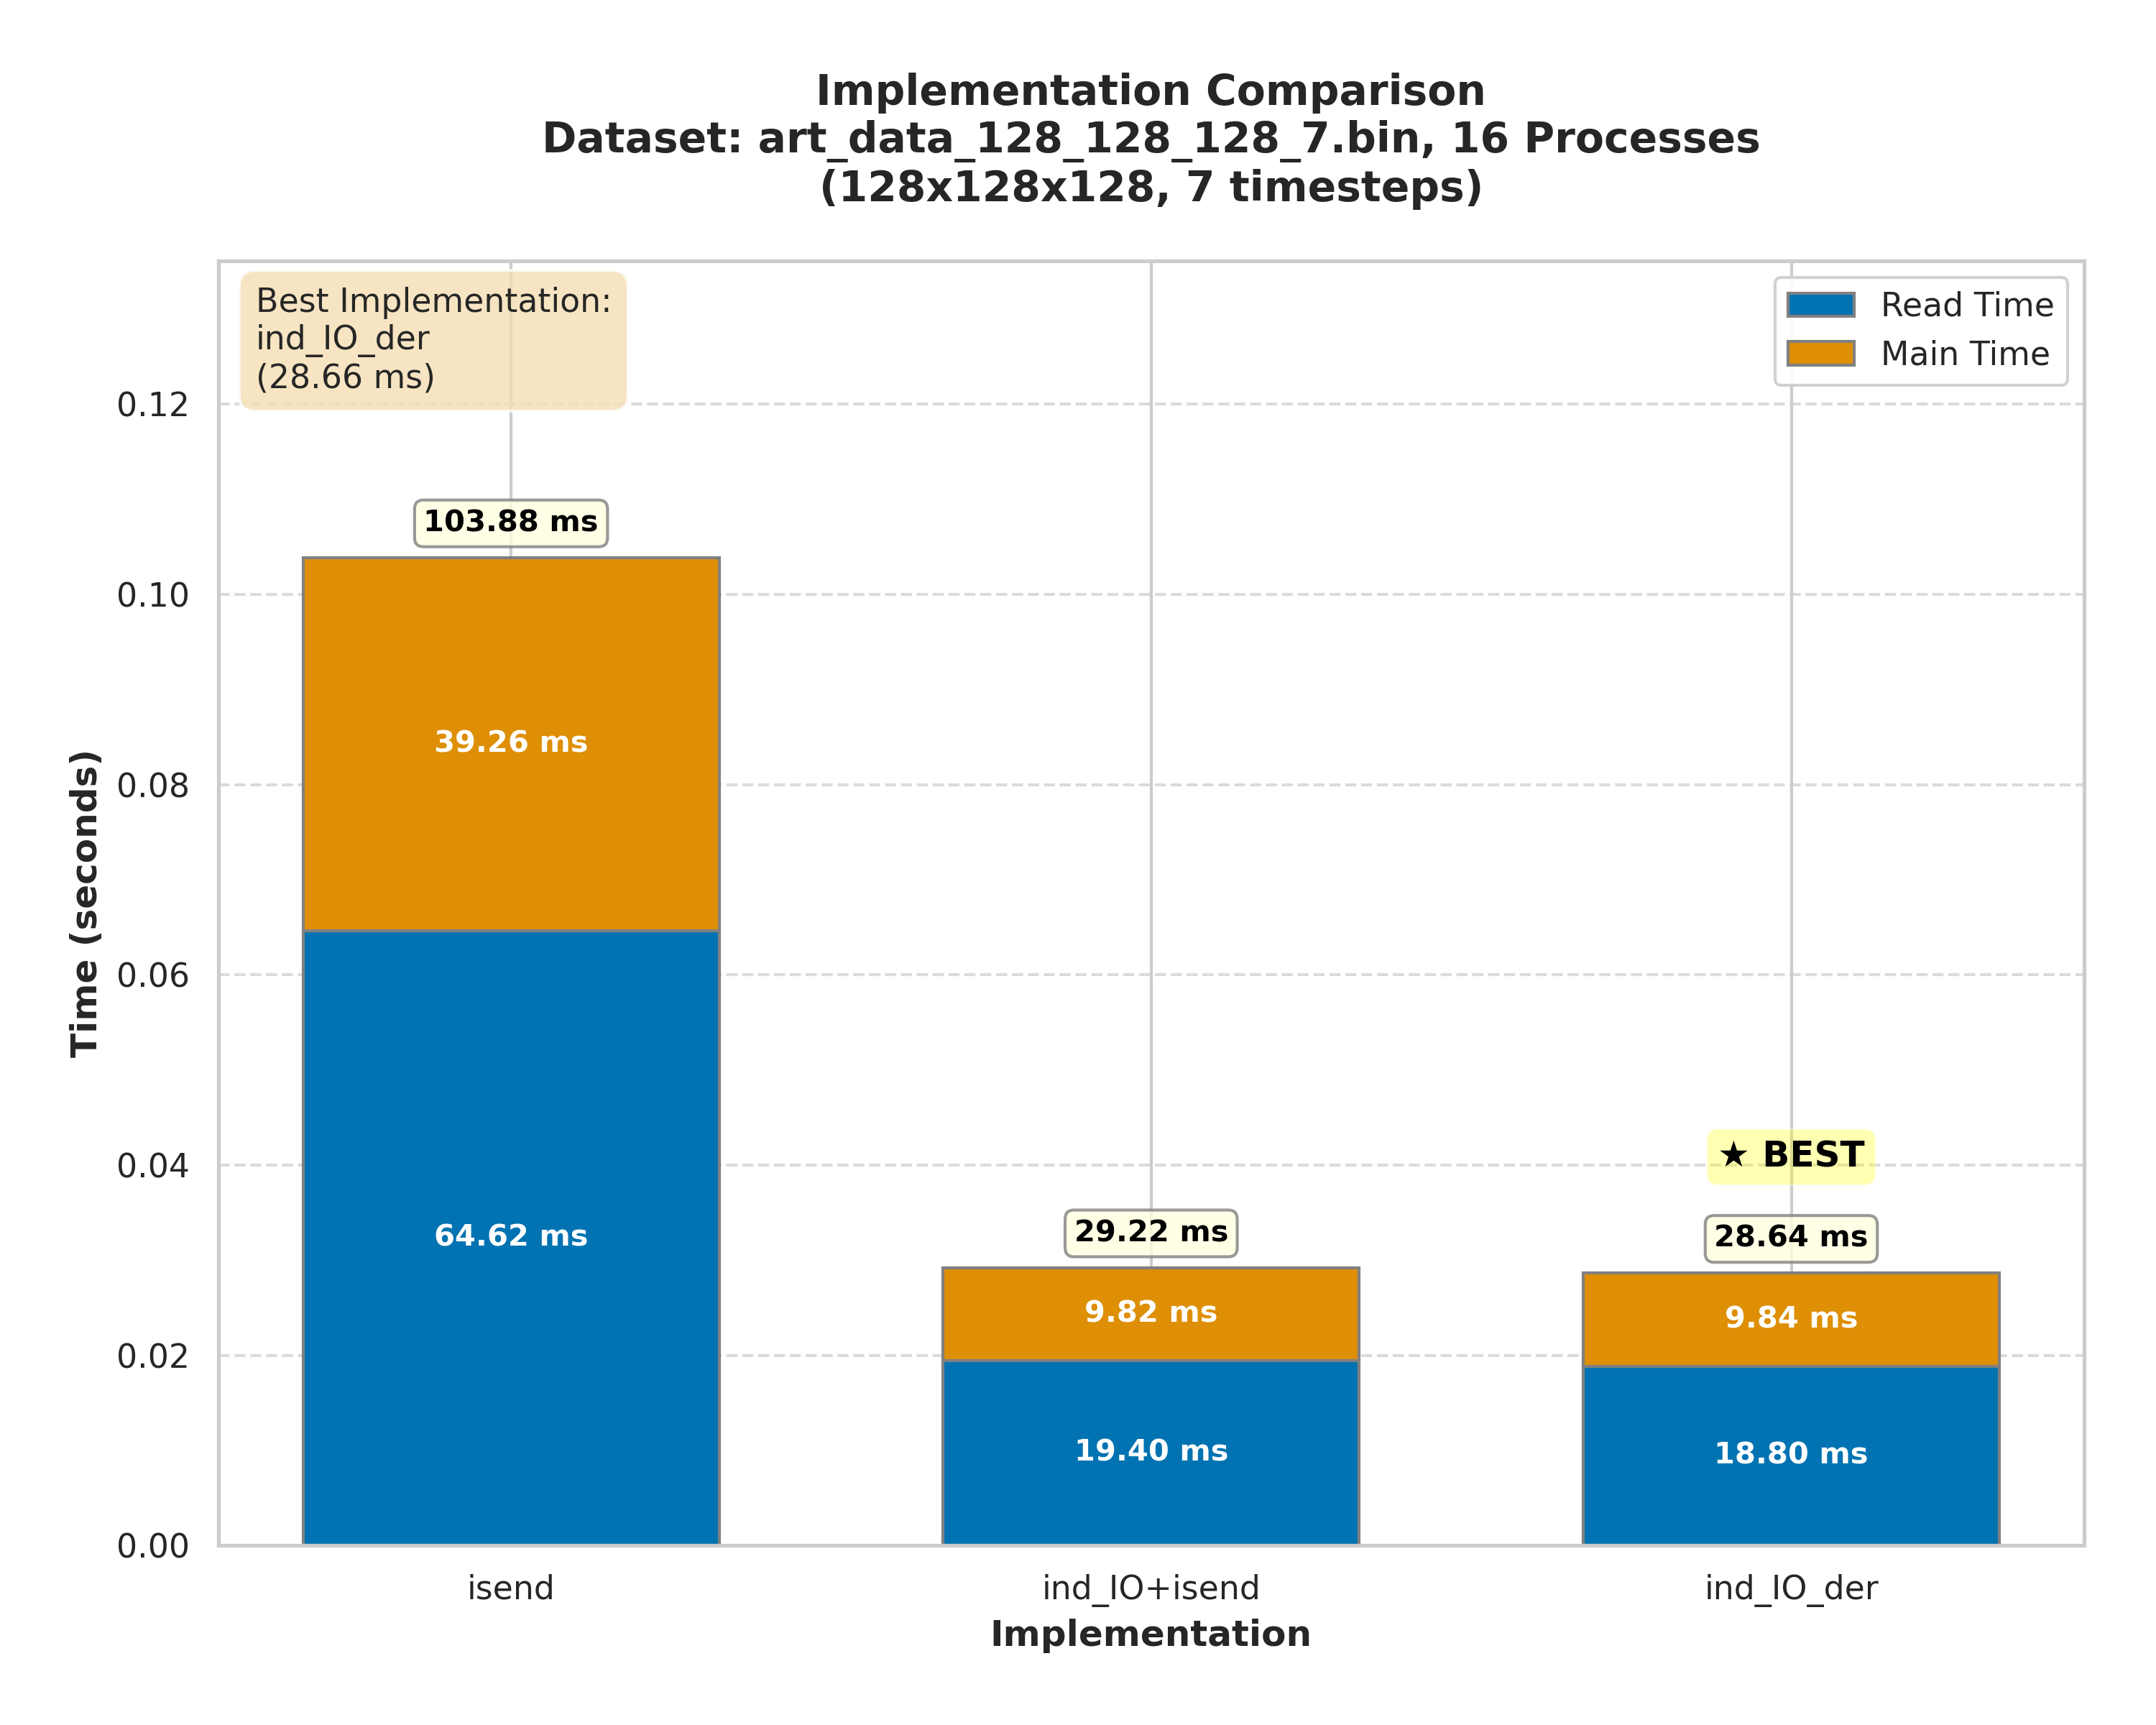 Implementation Comparison
Dataset: art_data_128_128_128_7.bin, 16 Processes
(128x128x128, 7 timesteps)
Best Implementation:
ind_IO_der
(28.66 ms)
Read Time
Main Time
0.12
0.10
0.08
0.06
0.04
0.02
0.00
Time (seconds)
103.88 ms
39.26 ms
64.62 ms
29.22 ms
9.82 ms
19.40 ms
★ BEST
28.64 ms
9.84 ms
18.80 ms
isend
ind_IO+isend
ind_IO_der
Implementation